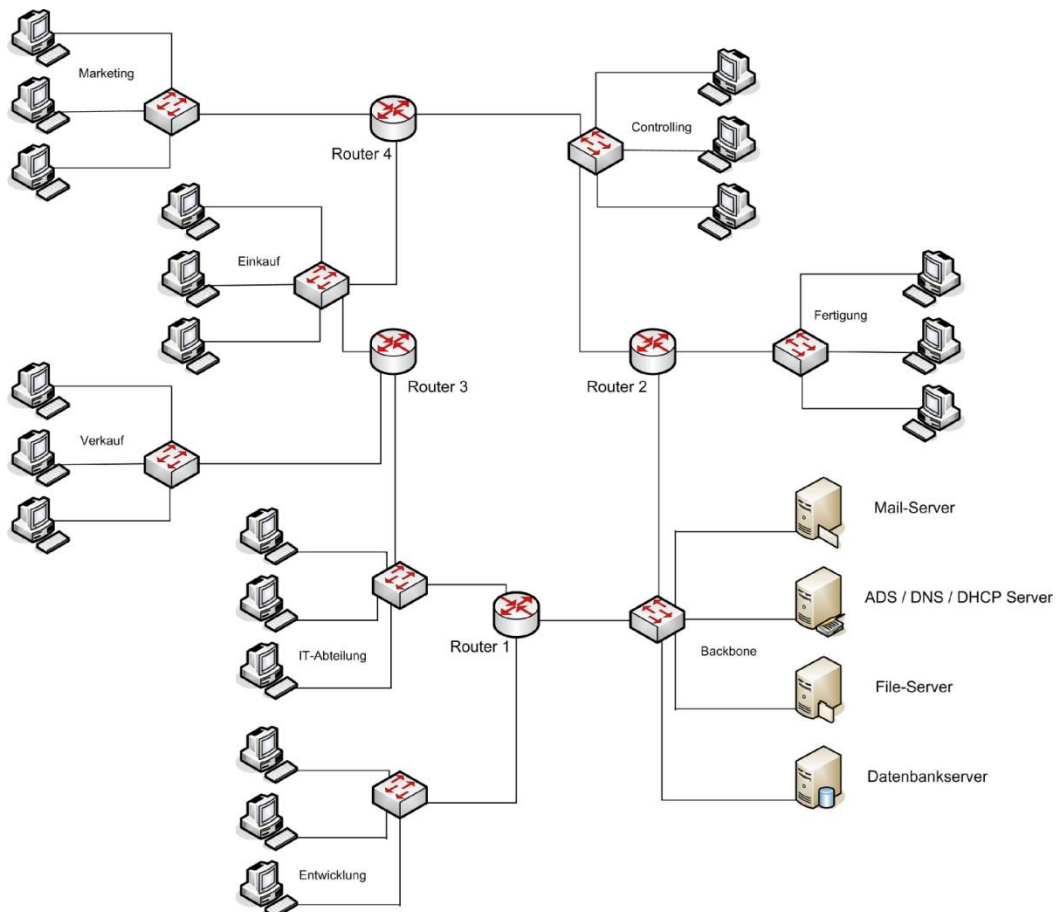 Marketing
Router 4
Controlling
Einkauf
Fertigung
Router 3
Router 2
Verkauf
Mail-Server
ADS / DNS / DHCP Server
IT-Abteilung
Router 1
Backbone
File-Server
Datenbankserver
Entwicklung